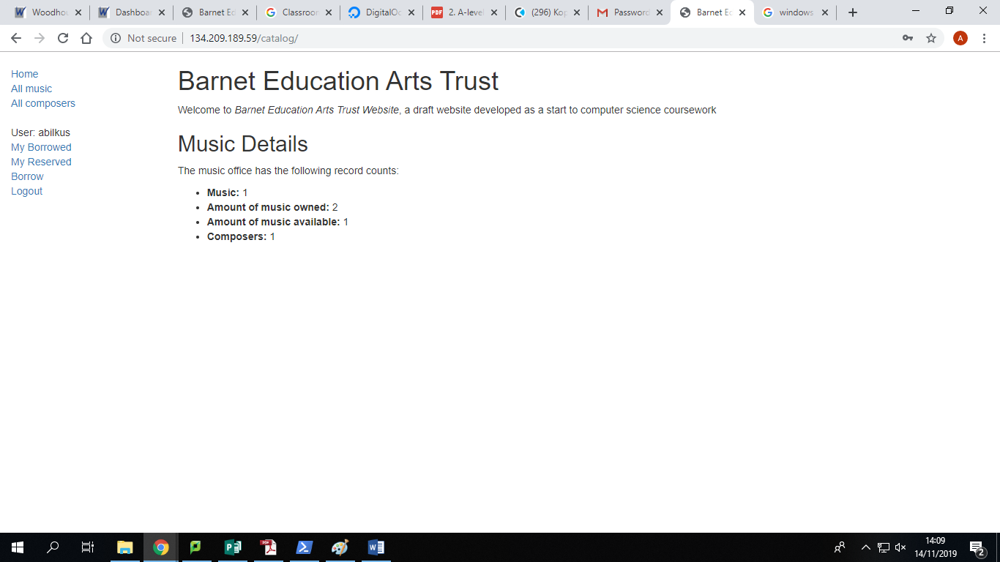 Woodhou
Dashboar
Barnet Ed
Classroom
DigitalOc
2. A-level
(296) Kop
Password
Barnet Ed
windows
Not secure
134.209.189.59/catalog/
A
Home
All music
All composers
User: abilkus
My Borrowed
My Reserved
Borrow
Logout
Barnet Education Arts Trust
Welcome to Barnet Education Arts Trust Website, a draft website developed as a start to computer science coursework
Music Details
The music office has the following record counts:
• Music: 1
• Amount of music owned: 2
• Amount of music available: 1
• Composers: 1
14:09
14/11/2019
2